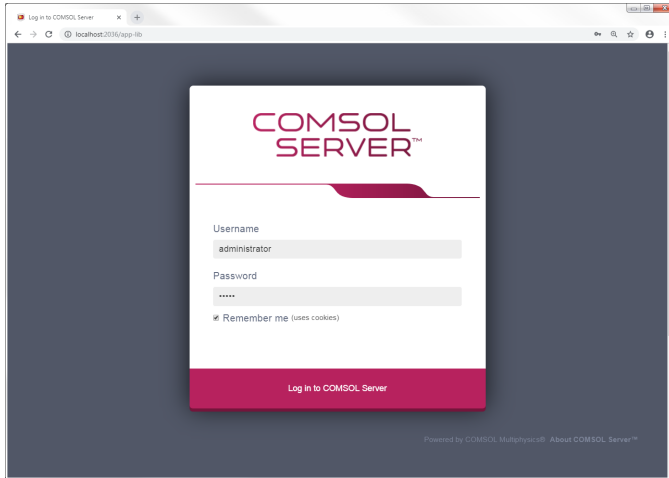 Log in to COMSOL Server
localhost:2036/app-lib
COMSOL
SERVER™
Username
administrator
Password
•••••
Remember me (uses cookies)
Log in to COMSOL Server
Powered by COMSOL Multiphysics® About COMSOL Server™